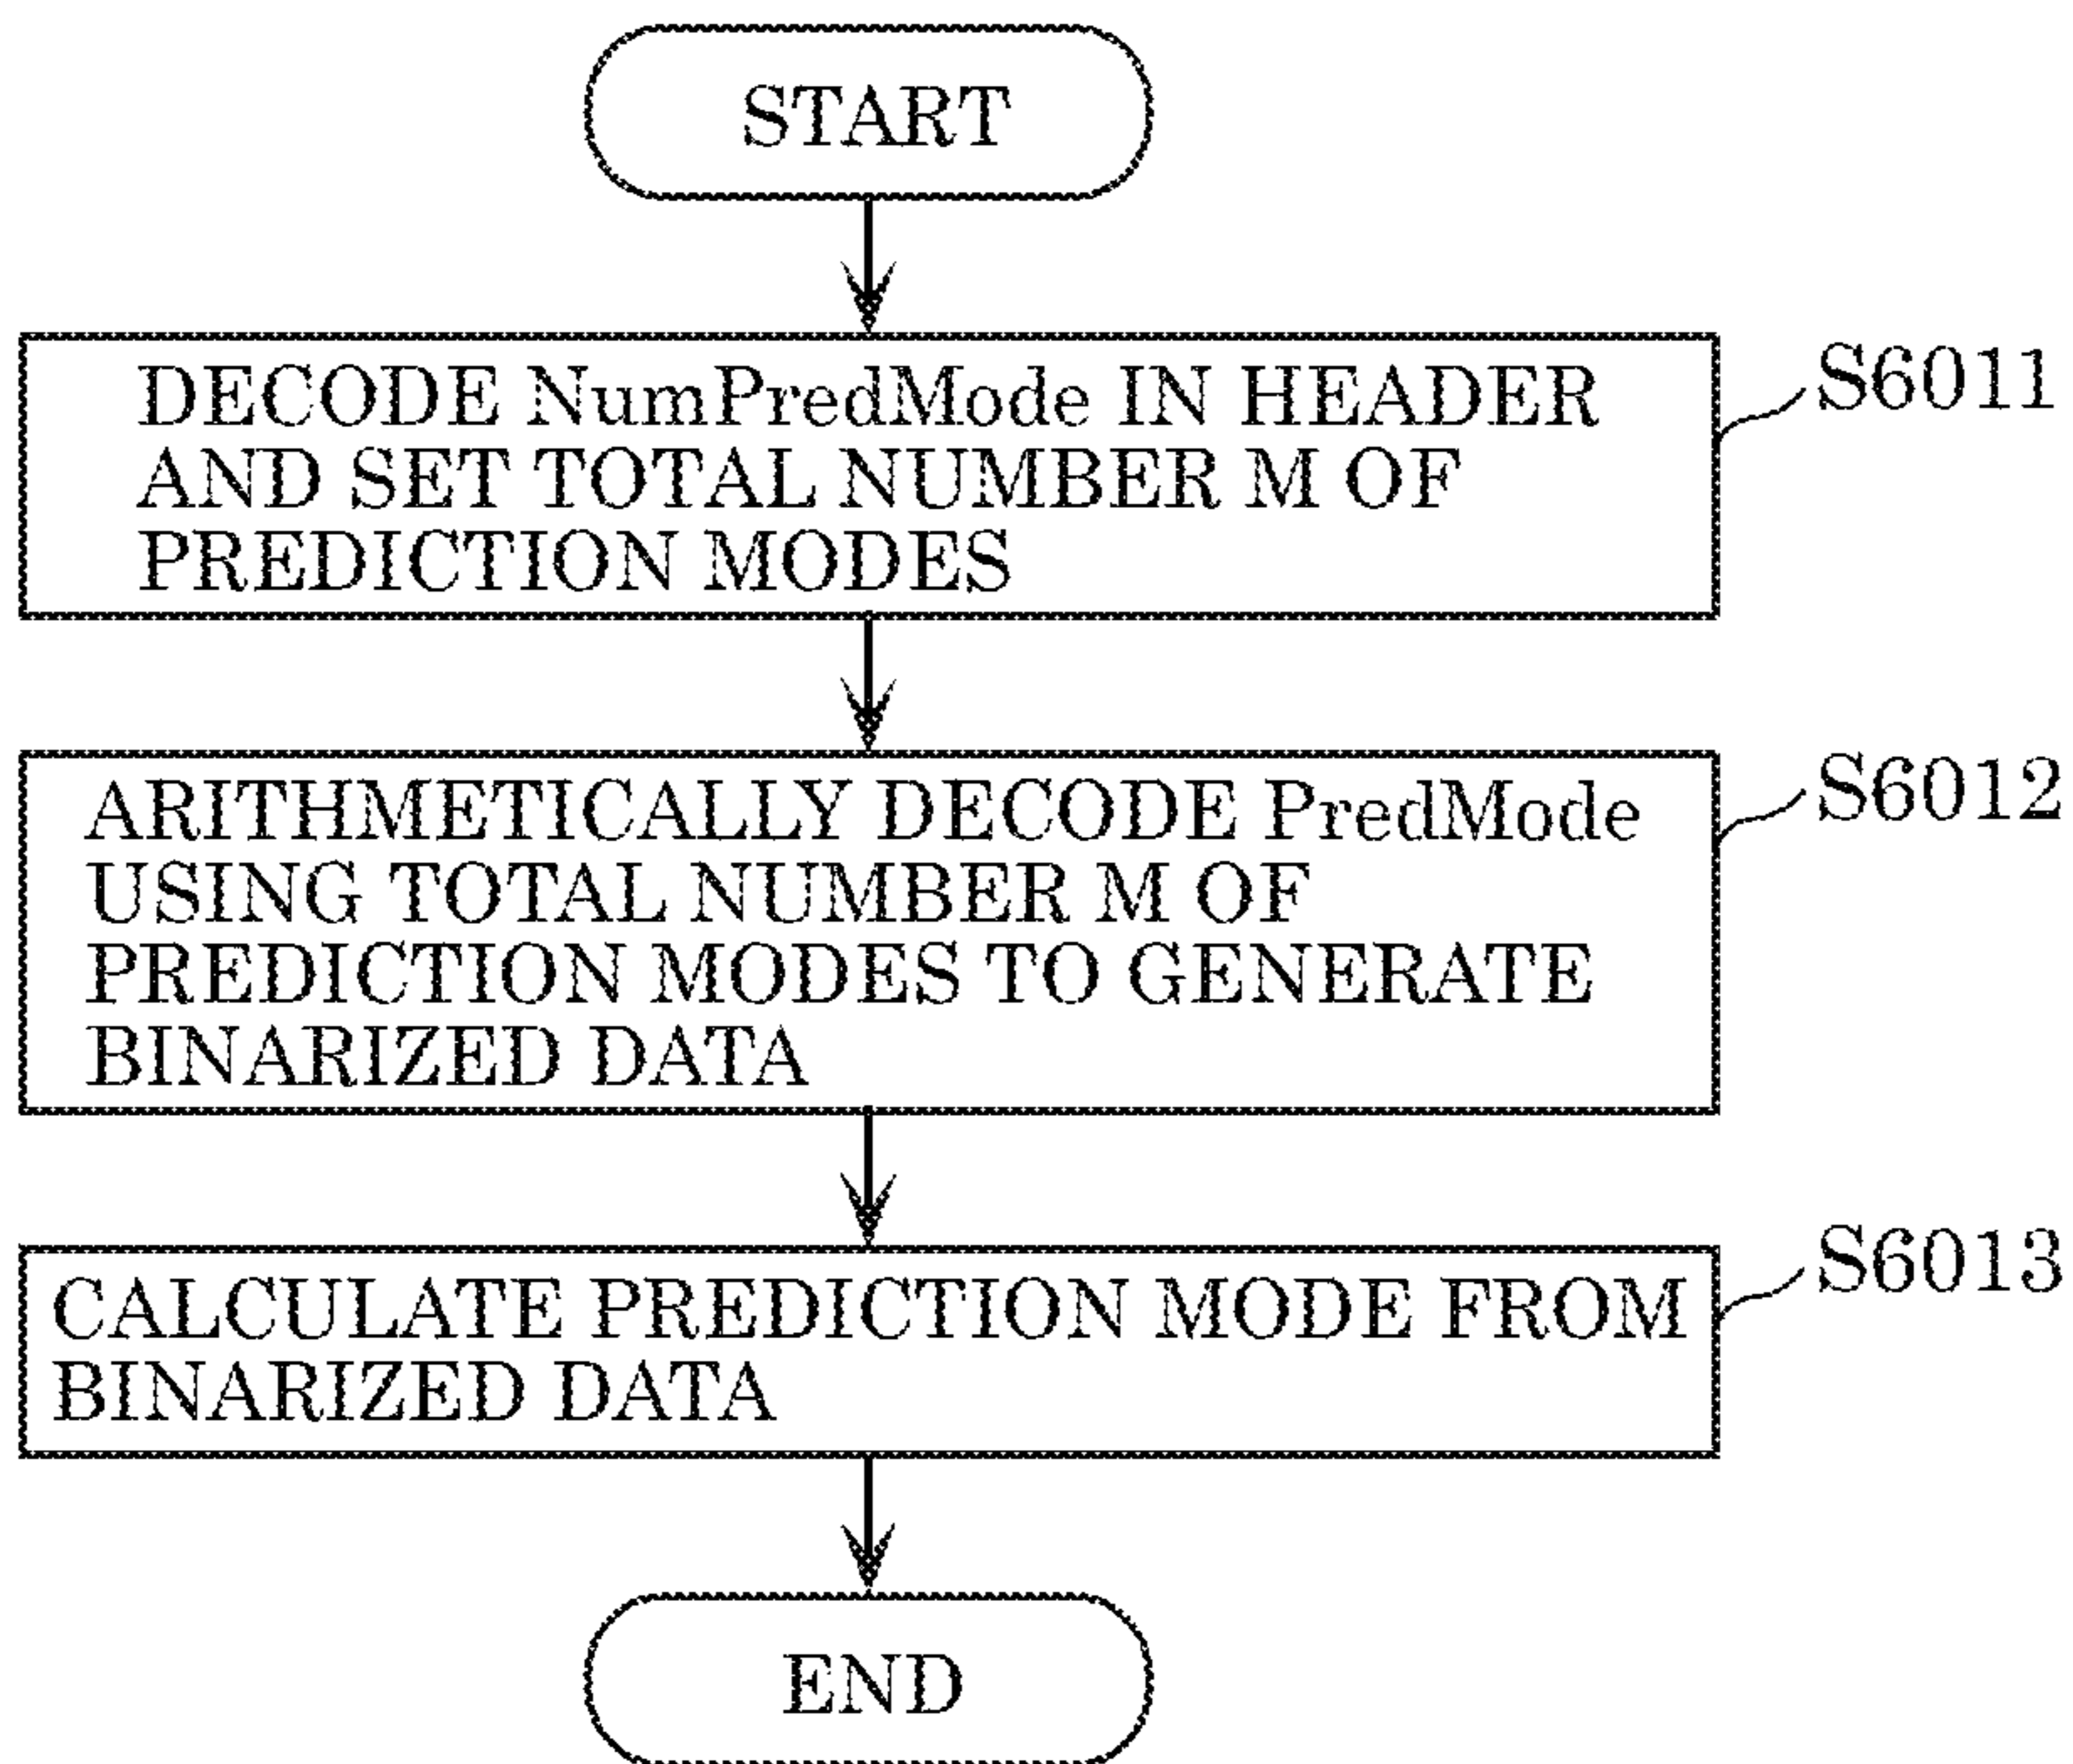 START
DECODE NumPredMode IN HEADER
AND SET TOTAL NUMBER M OF
PREDICTION MODES
S6011
ARITHMETICALLY DECODE PredMode
USING TOTAL NUMBER M OF
PREDICTION MODES TO GENERATE
BINARIZED DATA
S6012
CALCULATE PREDICTION MODE FROM
BINARIZED DATA
S6013
END